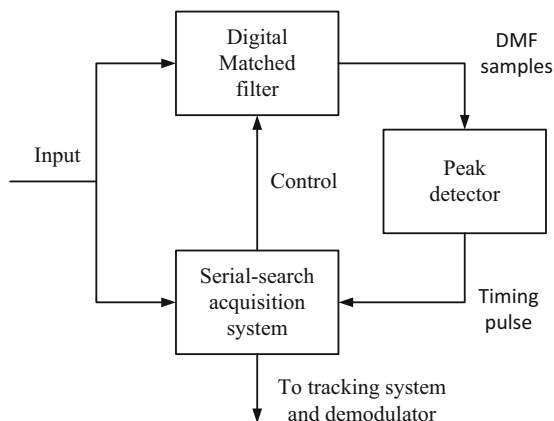 Digital
Matched
filter
DMF
samples
Input
Control
Peak
detector
Serial-search
acquisition
system
Timing
pulse
To tracking system
and demodulator